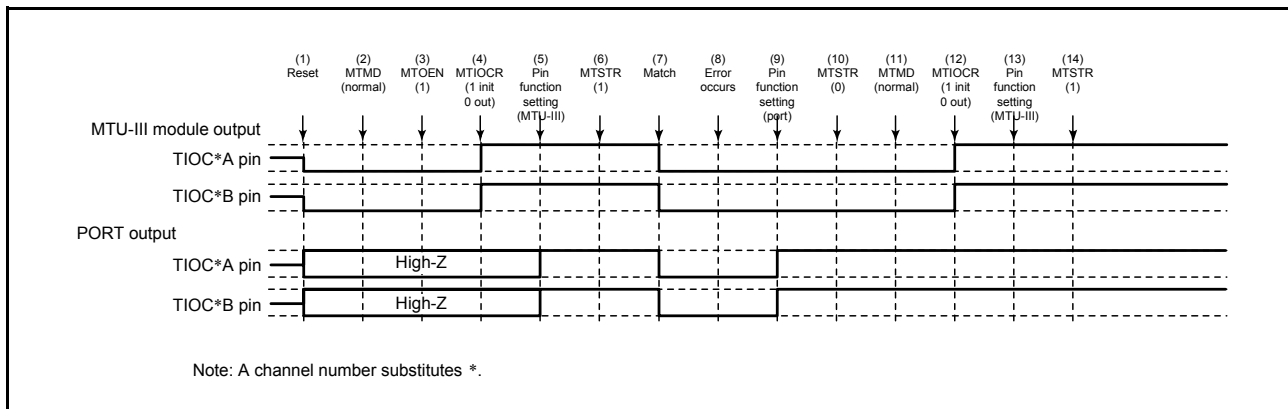 (1) (2) (3) (4) (5) (6) (7) (8) (9) (10) (11) (12) (13) (14)
Reset MTMD MTOEN MTIOCR Pin MTSTR Match Error Pin MTSTR MTMD MTIOCR Pin MTSTR
(normal) (1) (1 init function (1) occurs function (0) (normal) (1 init function (1)
0 out) setting setting 0 out) setting
(MTU-III) (port) (MTU-III)
MTU-III module output
TIOC*A pin
TIOC*B pin
PORT output
TIOC*A pin High-Z
TIOC*B pin High-Z
Note: A channel number substitutes *.